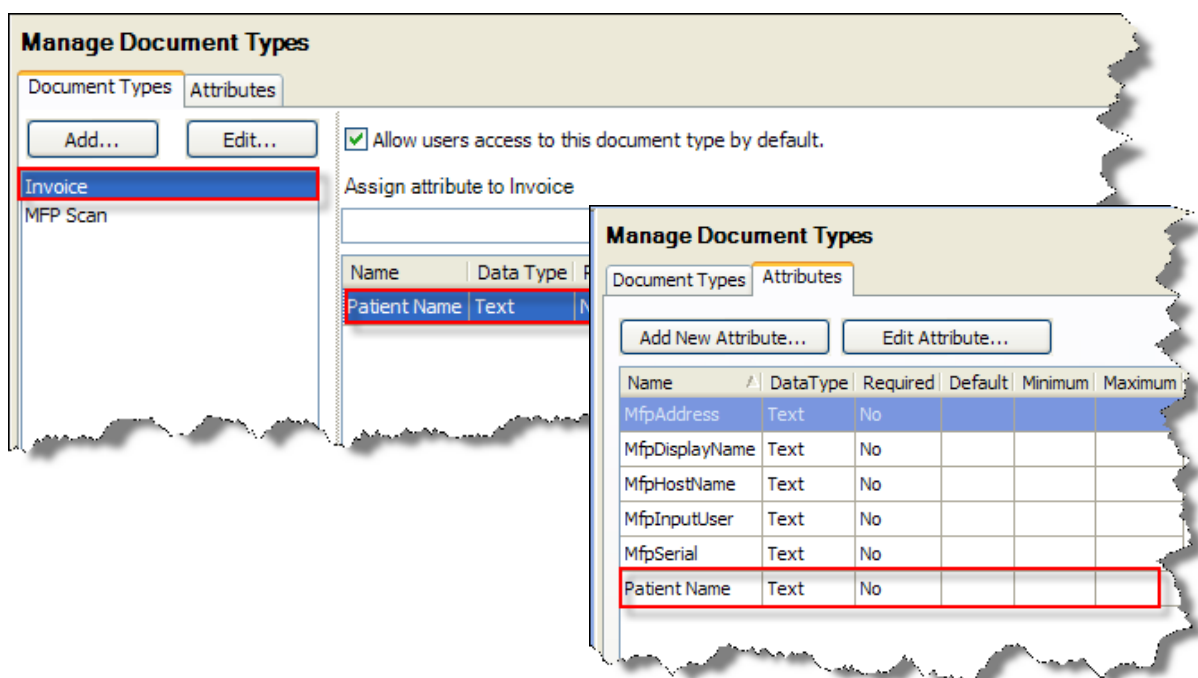 Manage Document Types
Document Types Attributes
Add... Edit...
Allow users access to this document type by default.
Invoice
MFP Scan
Assign attribute to Invoice
Name Data Type
Patient Name Text
Manage Document Types
Document Types Attributes
Add New Attribute... Edit Attribute...
Name DataType Required Default Minimum Maximum
MfpAddress Text No
MfpDisplayName Text No
MfpHostName Text No
MfpInputUser Text No
MfpSerial Text No
Patient Name Text No